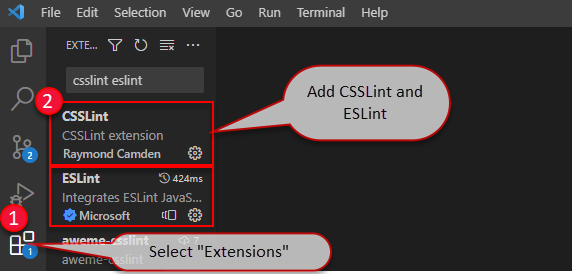 File Edit Selection View Go Run Terminal Help
EXTE...
csslint eslint
2
CSSLint
CSSLint extension
Raymond Camden
Add CSSLint and
ESLint
2
ESLint 424ms
Integrates ESLint JavaS...
Microsoft
1
1
aweme-csslint 7
aweme-csslint
Select "Extensions"